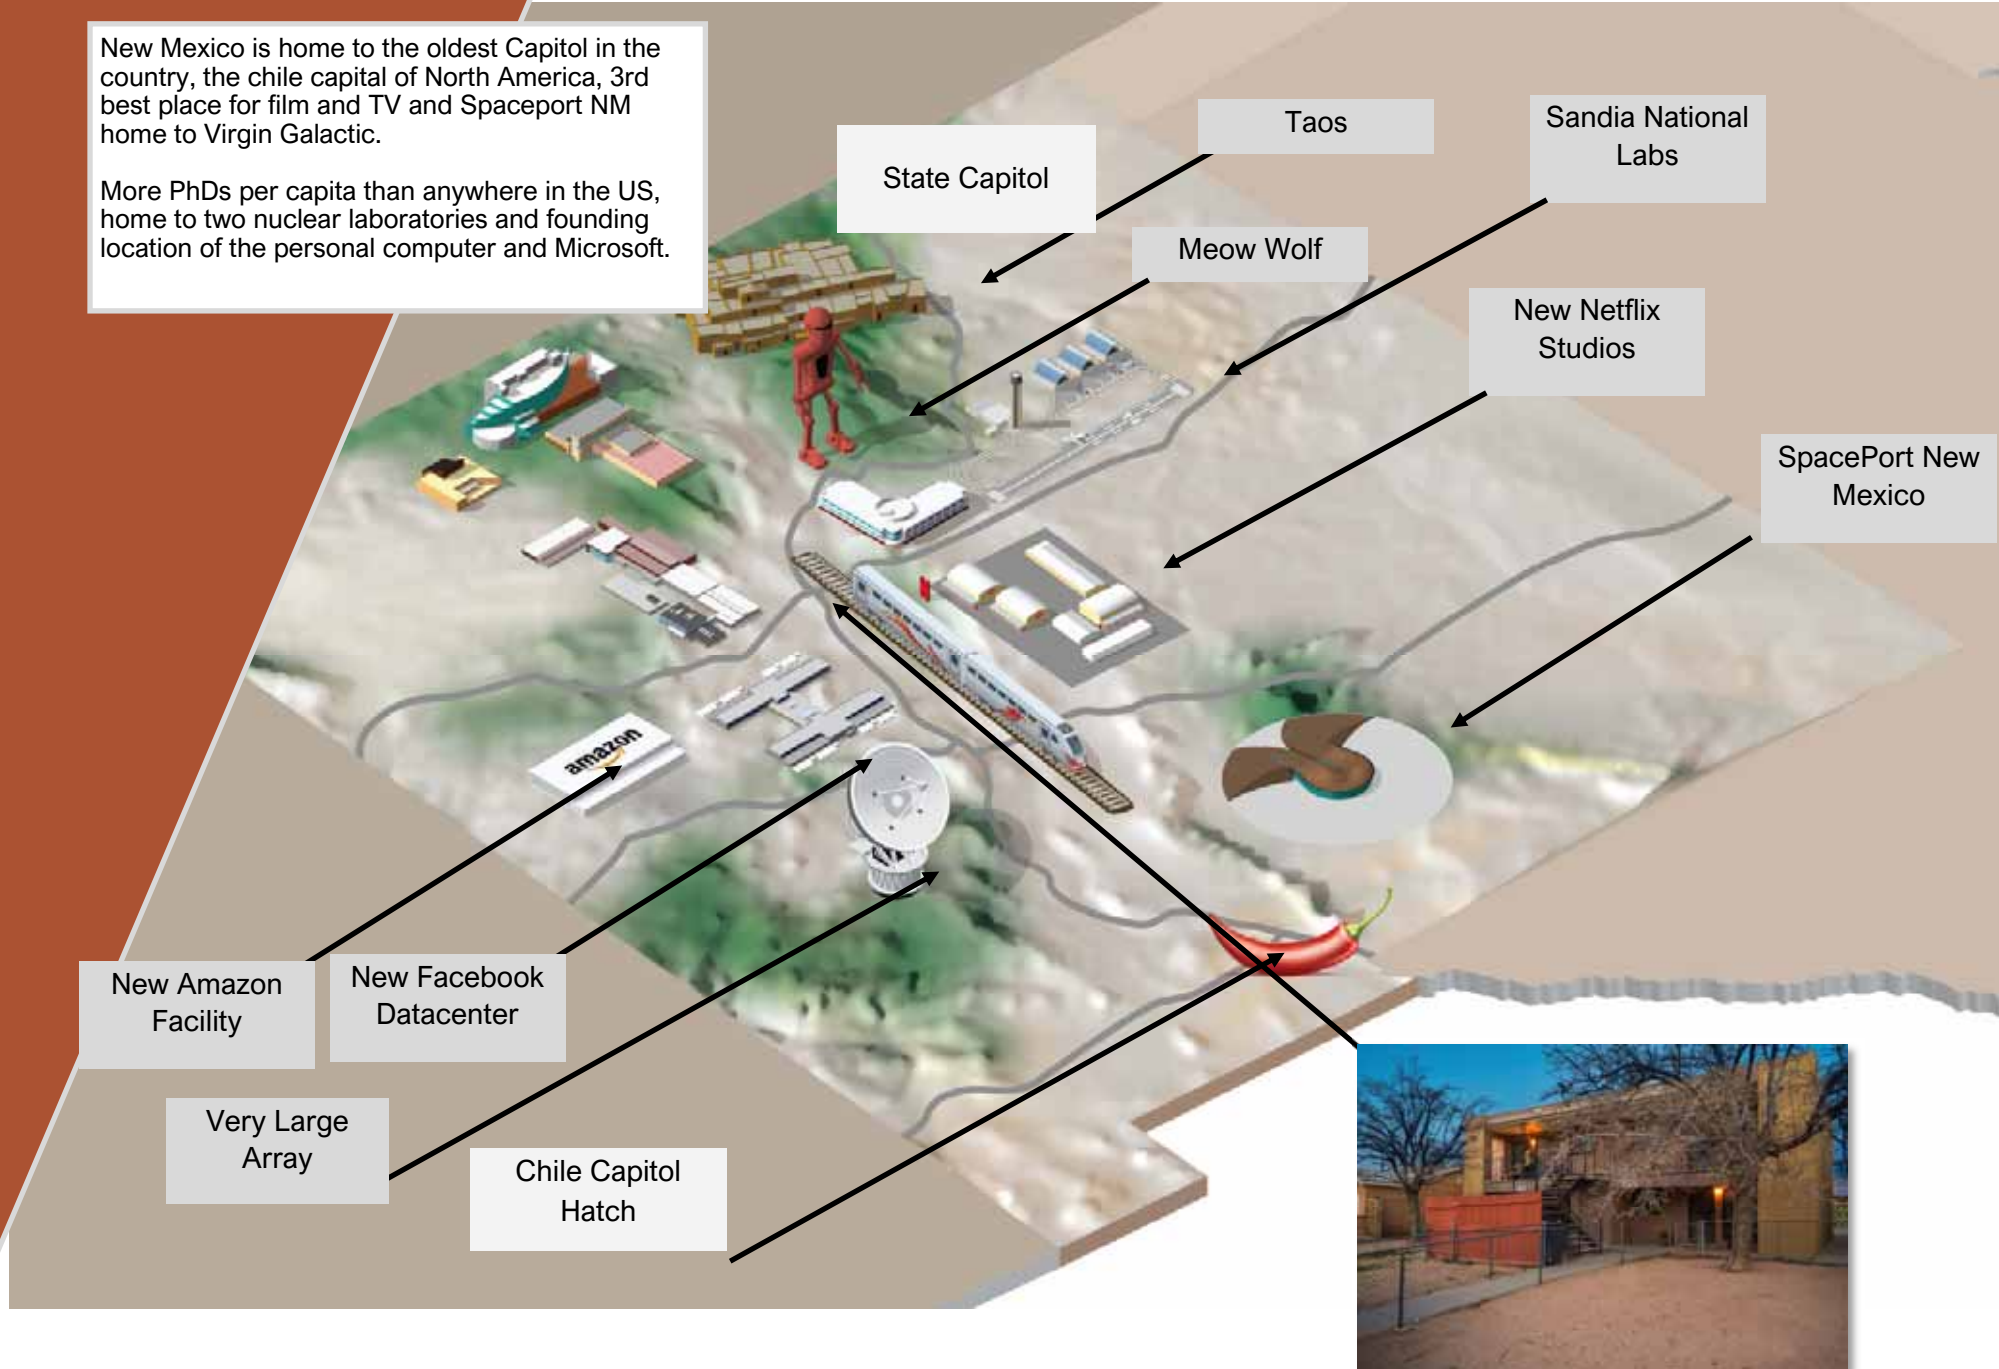 New Mexico is home to the oldest Capitol in the
country, the chile capital of North America, 3rd
best place for film and TV and Spaceport NM
home to Virgin Galactic.
More PhDs per capita than anywhere in the US,
home to two nuclear laboratories and founding
location of the personal computer and Microsoft.
Taos
Sandia National
Labs
State Capitol
Meow Wolf
New Netflix
Studios
SpacePort New
Mexico
amazon
New Amazon
Facility
New Facebook
Datacenter
Very Large
Array
Chile Capitol
Hatch